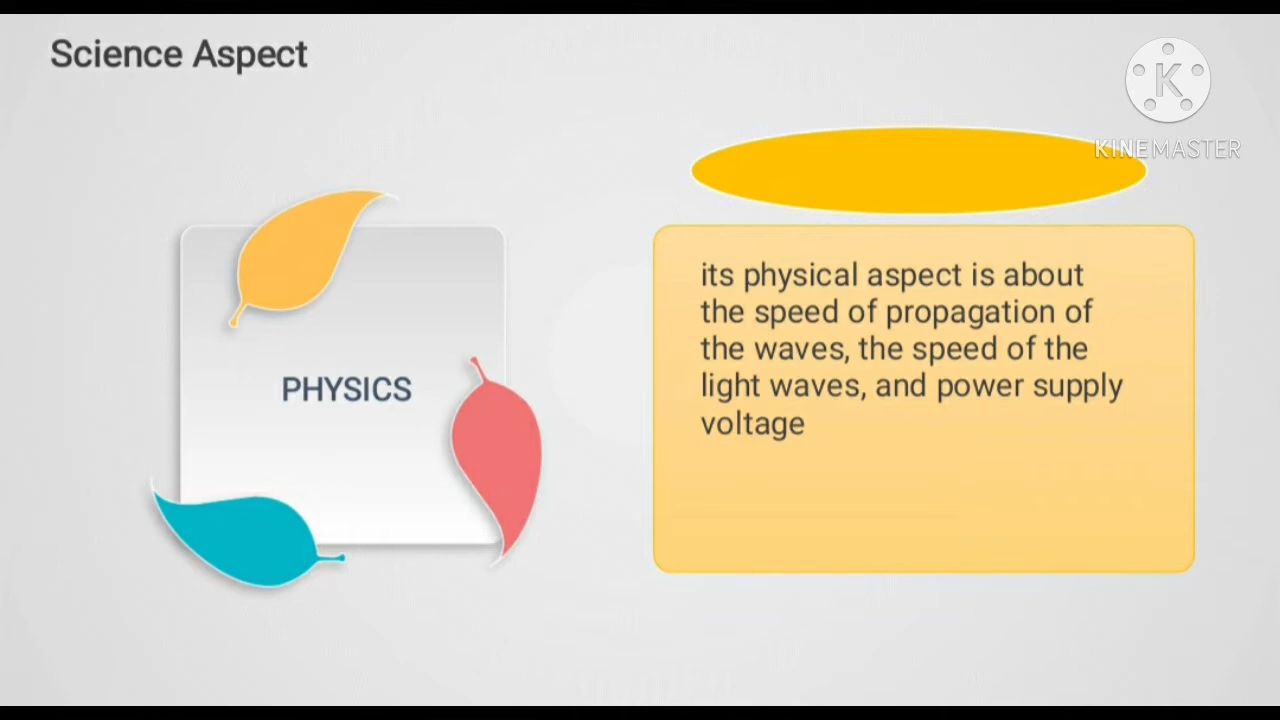 Science Aspect
K
KINEMASTER
PHYSICS
its physical aspect is about
the speed of propagation of
the waves, the speed of the
light waves, and power supply
voltage